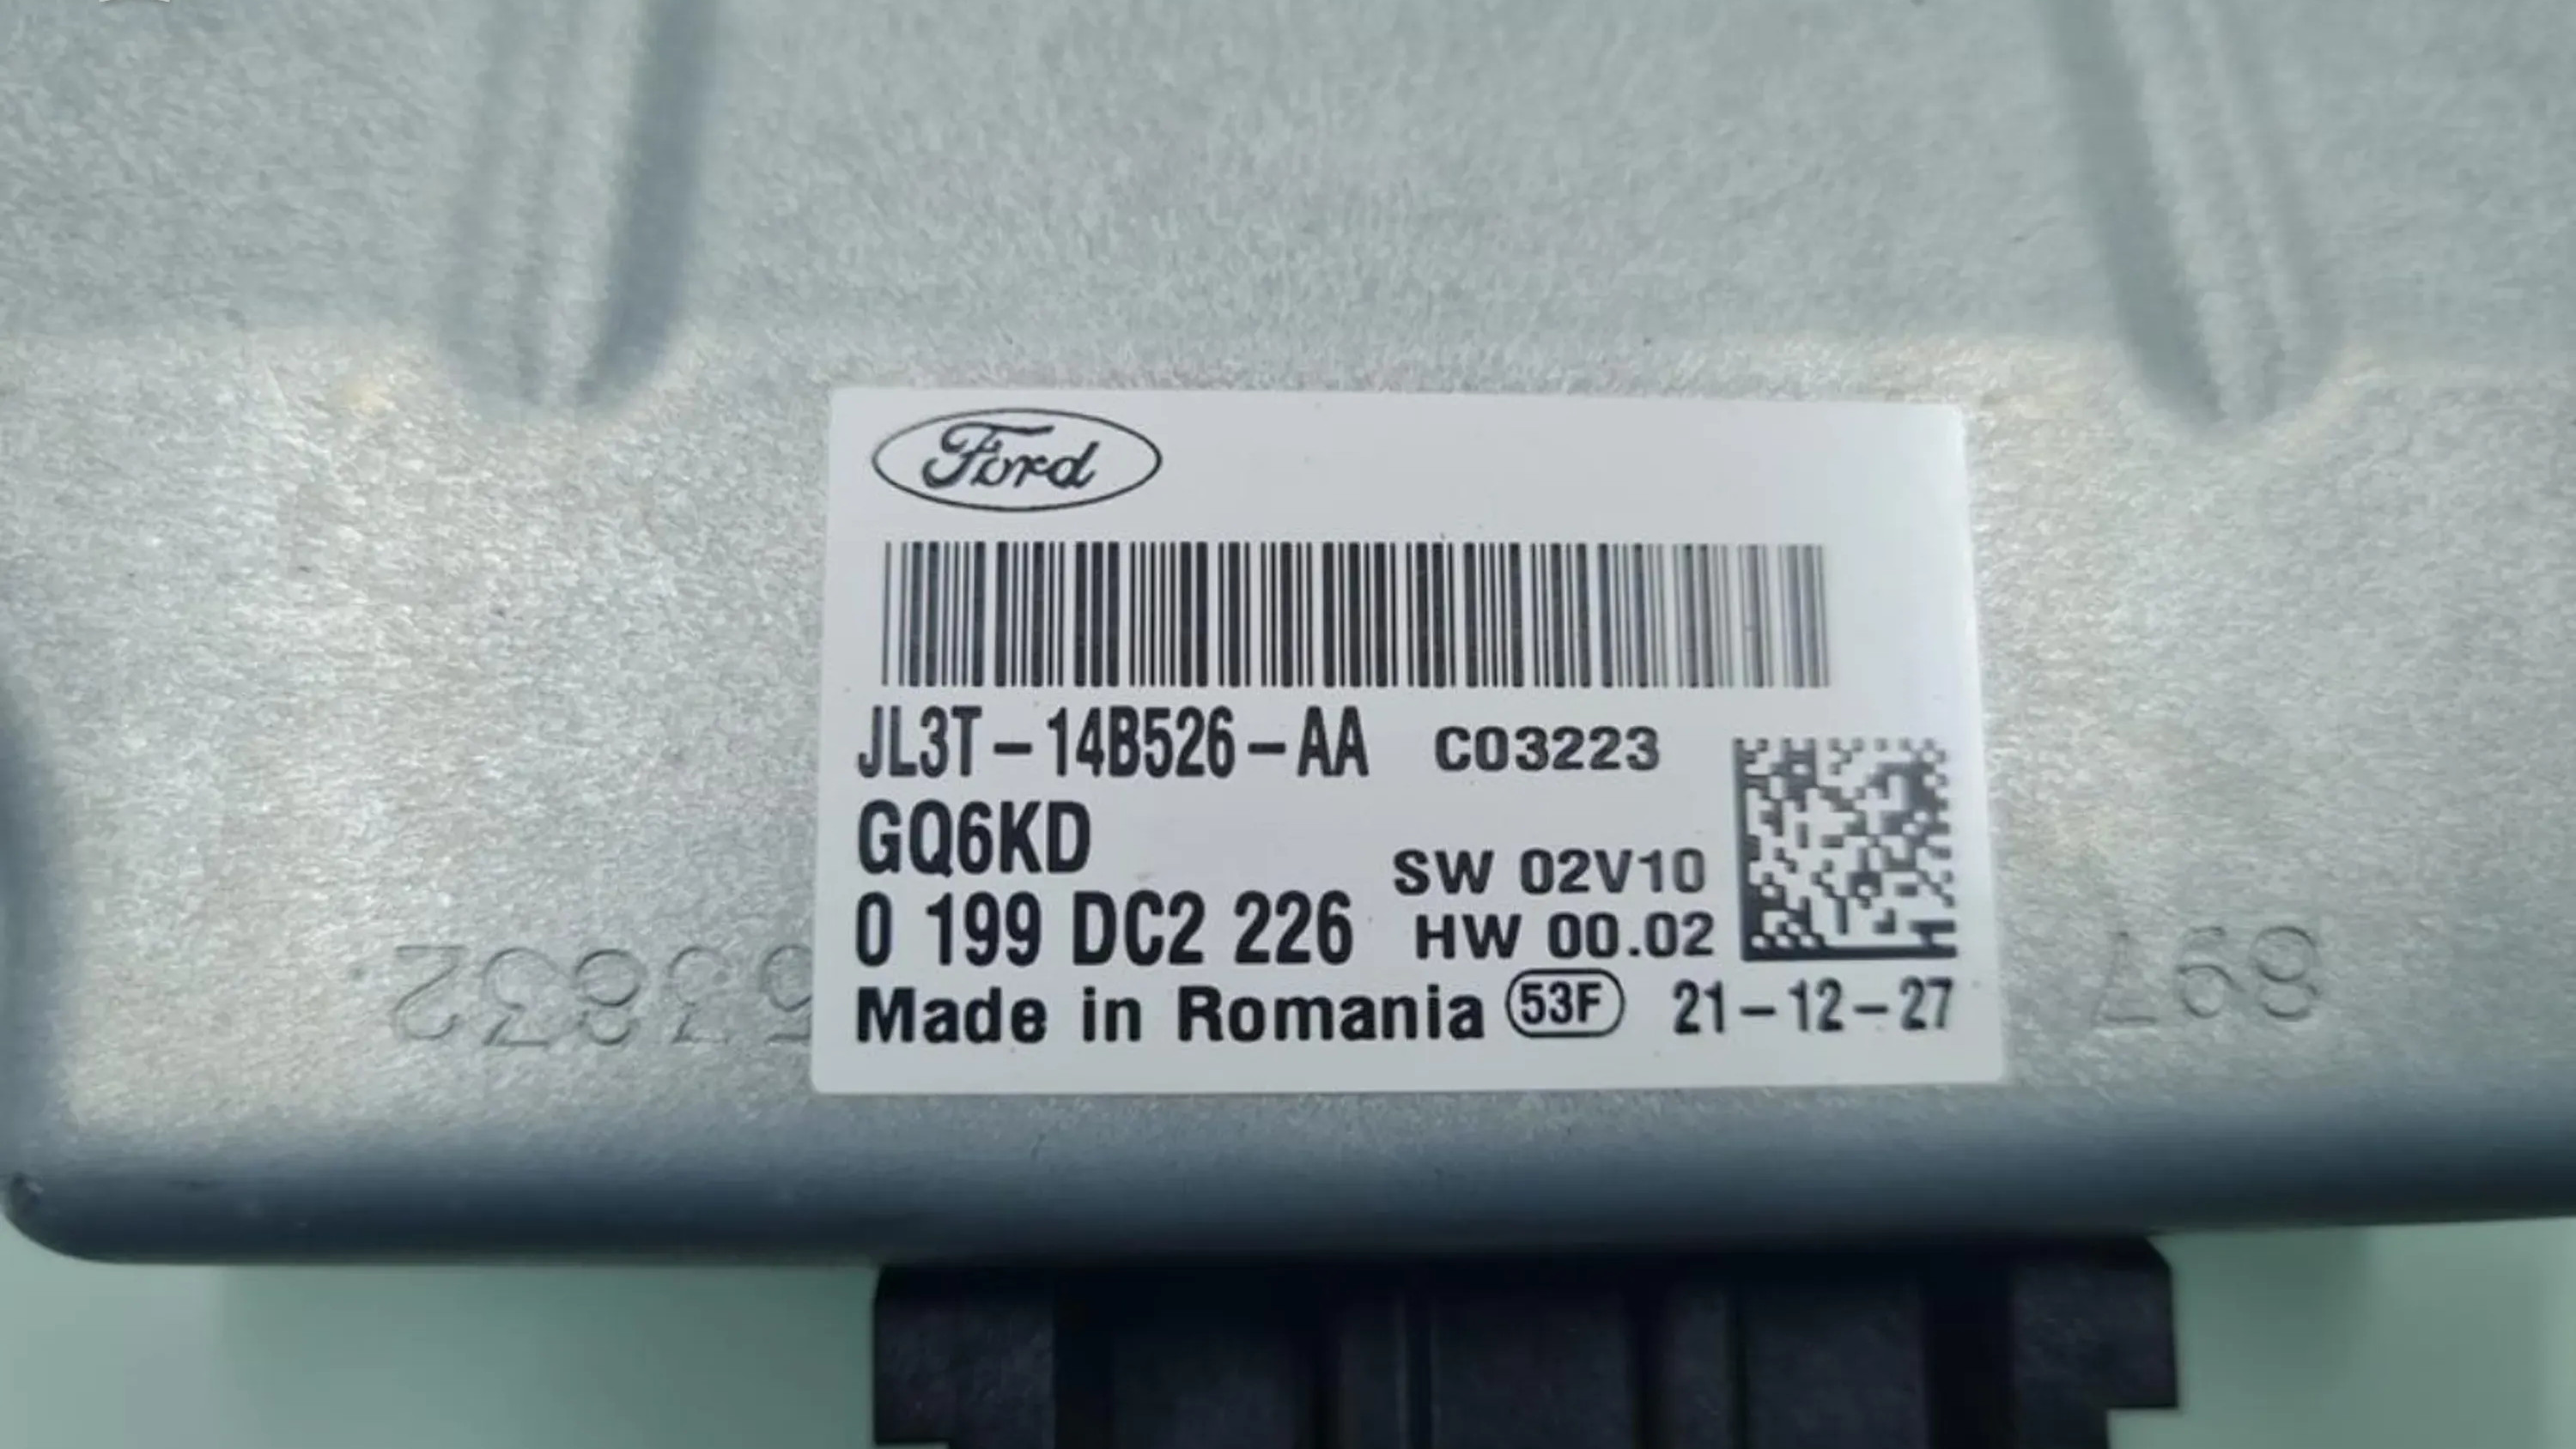 Ford
JL3T-14B526-AA C03223
GQ6KD
SW 02V10
0 199 DC2 226 HW 00.02
Made in Romania 53F 21-12-27